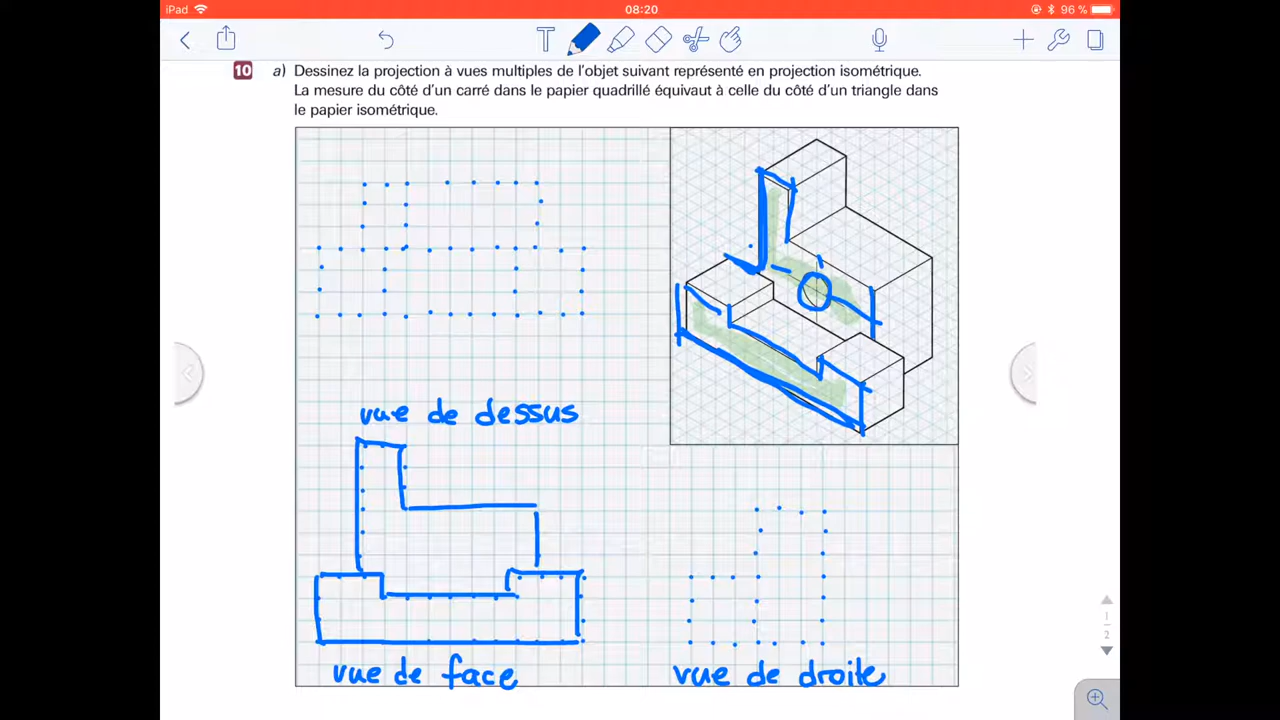 iPad 08:20 96 %
10 a) Dessinez la projection à vues multiples de l'objet suivant représenté en projection isométrique.
La mesure du côté d'un carré dans le papier quadrillé équivaut à celle du côté d'un triangle dans
le papier isométrique.
vue de dessus
vue de face
vue de droite
1
2